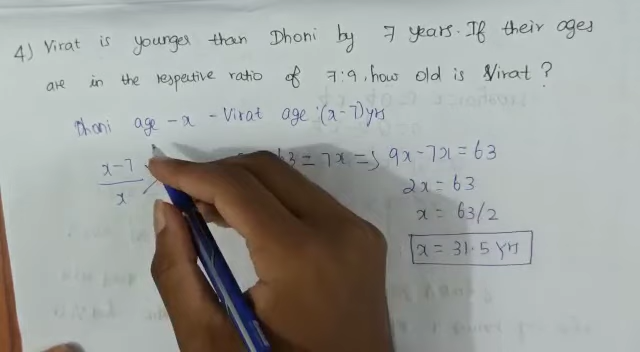 4) Virat is younger than Dhoni by 7 years. If their ages
are in the respective ratio of 7:9, how old is Virat?
Dhoni age - x - Virat age : (x-7) yrs
x-7/x 63 = 7x => 9x-7x = 63
2x = 63
x = 63/2
x = 31.5 yrs